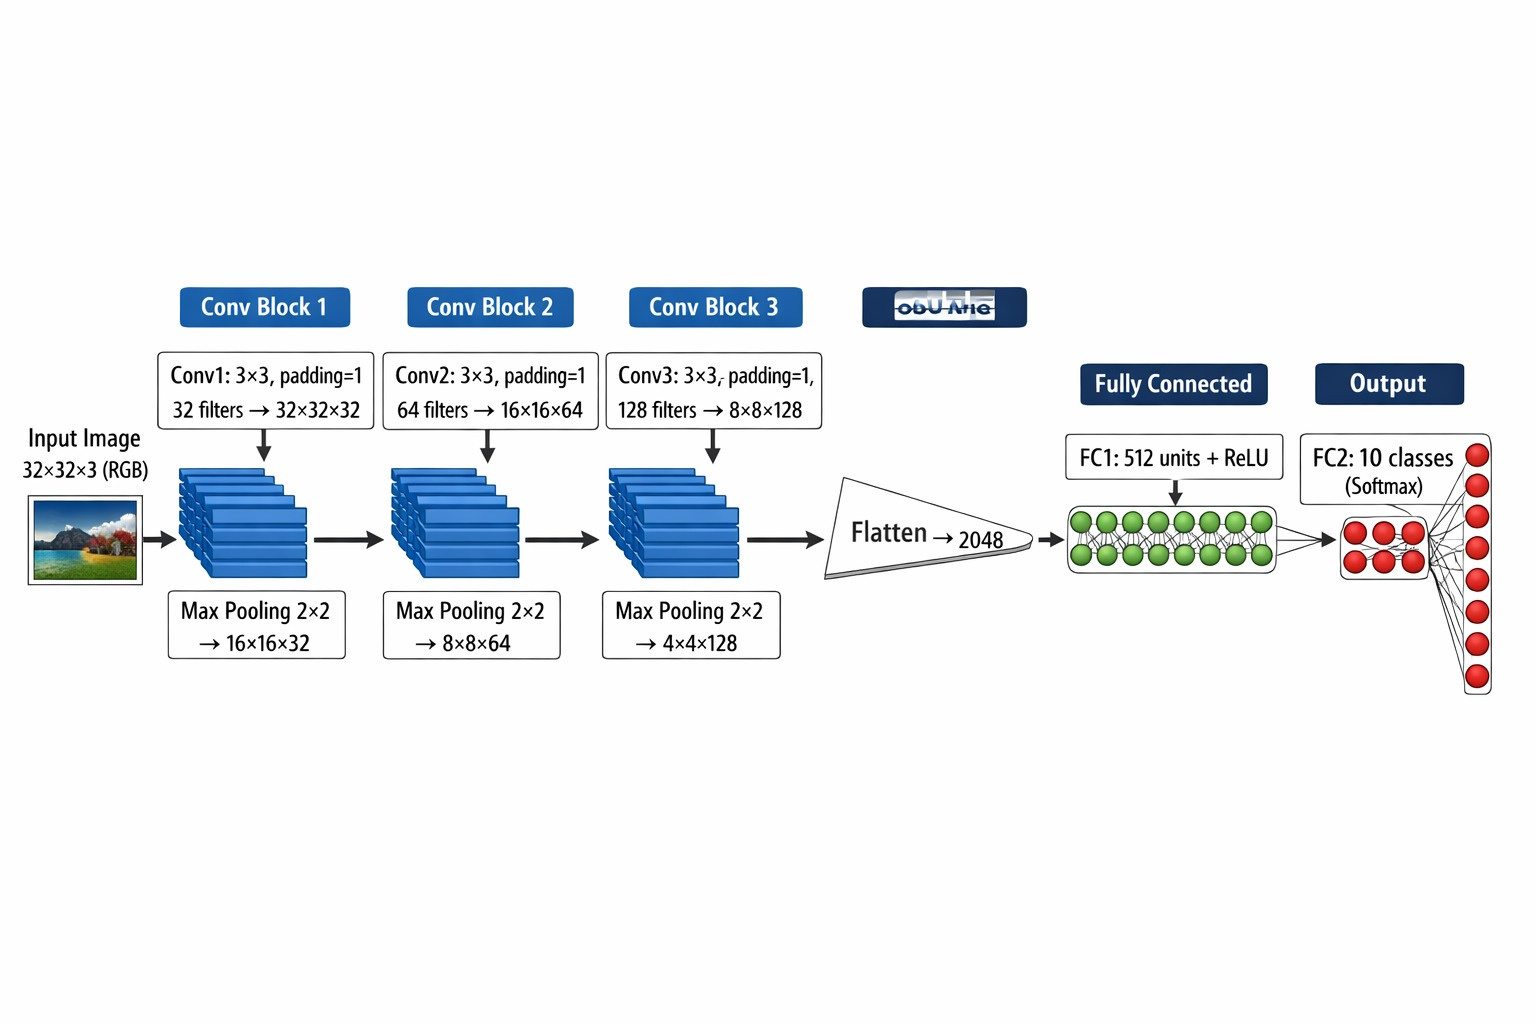 Conv Block 1
Conv Block 2
Conv Block 3
Conv1: 3×3, padding=1
32 filters → 32×32×32
Conv2: 3×3, padding=1
64 filters → 16×16×64
Conv3: 3×3, padding=1,
128 filters → 8×8×128
Fully Connected
Output
Input Image
32×32×3 (RGB)
FC1: 512 units + ReLU
FC2: 10 classes
(Softmax)
Flatten → 2048
Max Pooling 2×2
→ 16×16×32
Max Pooling 2×2
→ 8×8×64
Max Pooling 2×2
→ 4×4×128